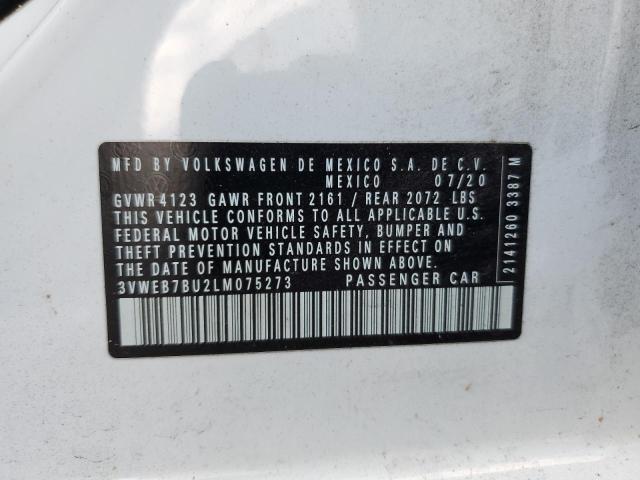 MFD BY VOLKSWAGEN DE MEXICO S.A. DE C.V.
MEXICO 07/20
GVWR 4123 GAWR FRONT 2161 / REAR 2072 LBS
THIS VEHICLE CONFORMS TO ALL APPLICABLE U.S.
FEDERAL MOTOR VEHICLE SAFETY, BUMPER AND
THEFT PREVENTION STANDARDS IN EFFECT ON
THE DATE OF MANUFACTURE SHOWN ABOVE.
3VWEB7BU2LM075273 PASSENGER CAR
2141260 3387 M